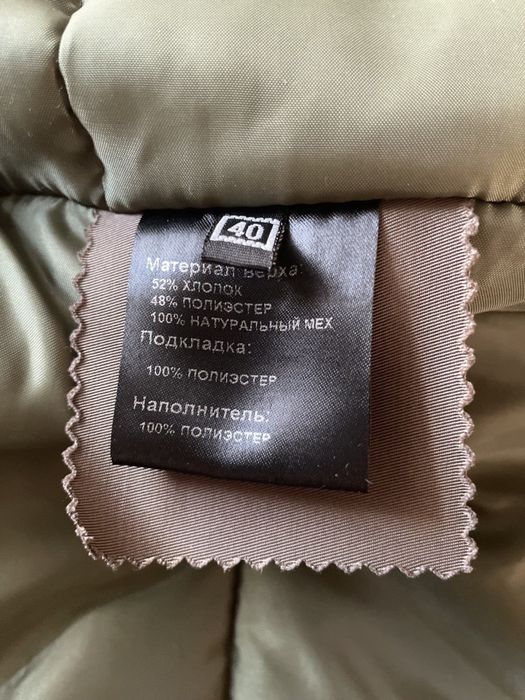 40
Материал верха:
52% ХЛОПОК
48% ПОЛИЭСТЕР
100% НАТУРАЛЬНЫЙ МЕХ
Подкладка:
100% ПОЛИЭСТЕР
Наполнитель:
100% ПОЛИЭСТЕР